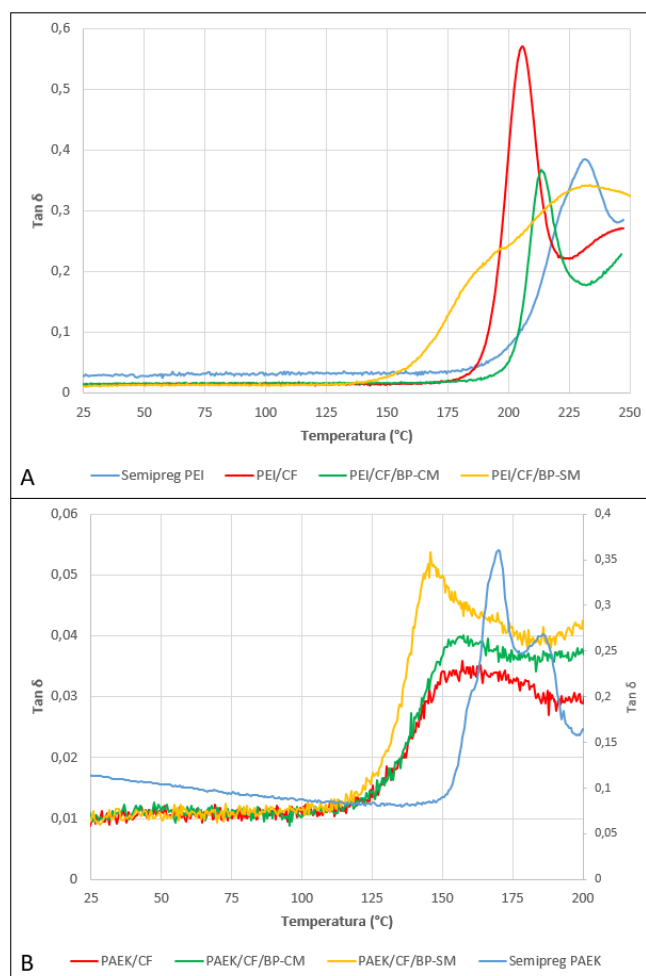 0,6
0,5
0,4
0,3
0,2
0,1
0
Tan δ
25 50 75 100 125 150 175 200 225 250
Temperatura (°C)
A
Semipreg PEI PEI/CF PEI/CF/BP-CM PEI/CF/BP-SM
0,06 0,4
0,35
0,05
0,3
0,04
0,25
0,03 0,2
0,15
0,02
0,1
0,01
0,05
0 0
Tan δ
Tan δ
25 50 75 100 125 150 175 200
Temperatura (°C)
B
PAEK/CF PAEK/CF/BP-CM PAEK/CF/BP-SM Semipreg PAEK